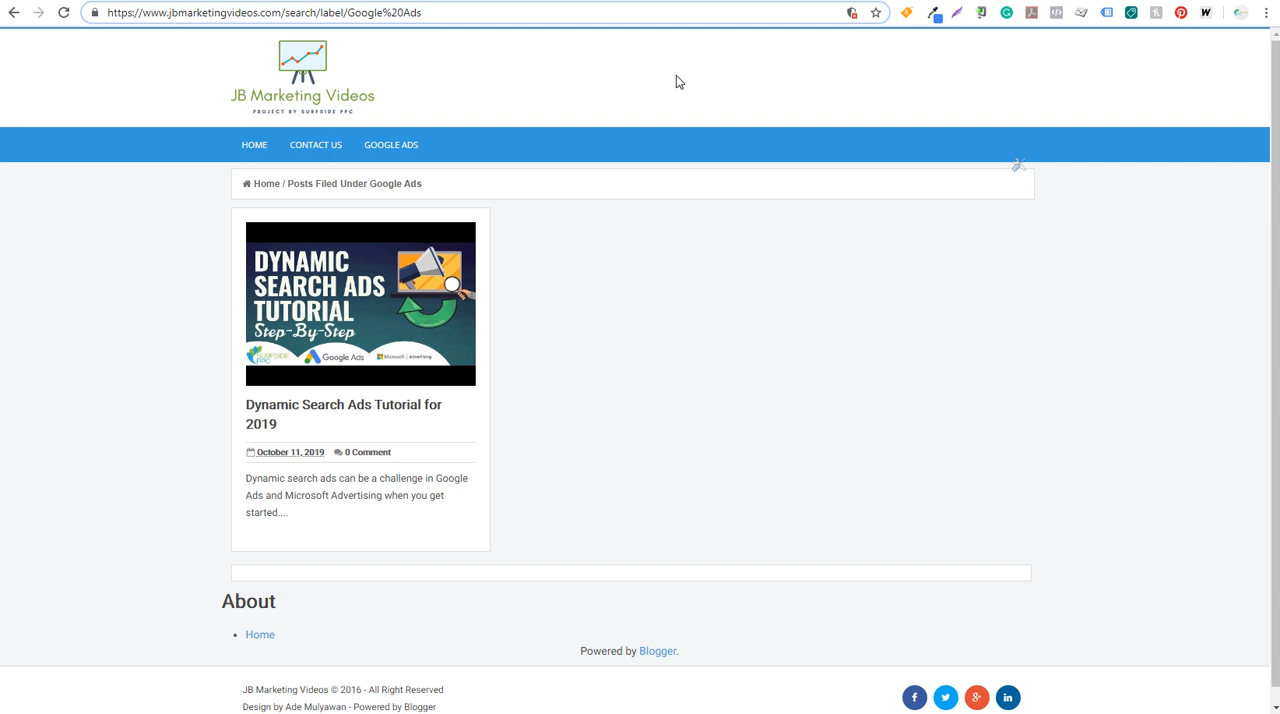 https://www.jbmarketingvideos.com/search/label/Google%20Ads
JB Marketing Videos
PROJECT BY SURFSIDE PPC
HOME CONTACT US GOOGLE ADS
Home / Posts Filed Under Google Ads
DYNAMIC
SEARCH ADS
TUTORIAL
Step-By-Step
SURFSIDE
PPC
Google Ads
Microsoft | Advertising
Dynamic Search Ads Tutorial for
2019
October 11, 2019 0 Comment
Dynamic search ads can be a challenge in Google
Ads and Microsoft Advertising when you get
started....
About
Home
Powered by Blogger.
JB Marketing Videos © 2016 - All Right Reserved
Design by Ade Mulyawan - Powered By Blogger